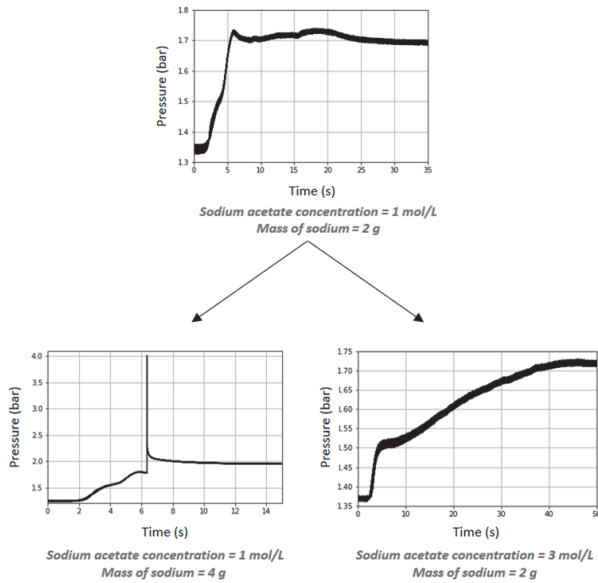 Pressure (bar)
1.7
1.6
1.5
1.4
1.3
0 5 10 15 20 25 30 35
Time (s)
Sodium acetate concentration = 1 mol/L
Mass of sodium = 2 g
Pressure (bar)
4.0
3.5
3.0
2.5
2.0
1.5
0 2 4 6 8 10 12 14
Time (s)
Sodium acetate concentration = 1 mol/L
Mass of sodium = 4 g
Pressure (bar)
1.75
1.70
1.65
1.60
1.55
1.50
1.45
1.40
1.35
0 10 20 30 40 50
Time (s)
Sodium acetate concentration = 3 mol/L
Mass of sodium = 2 g